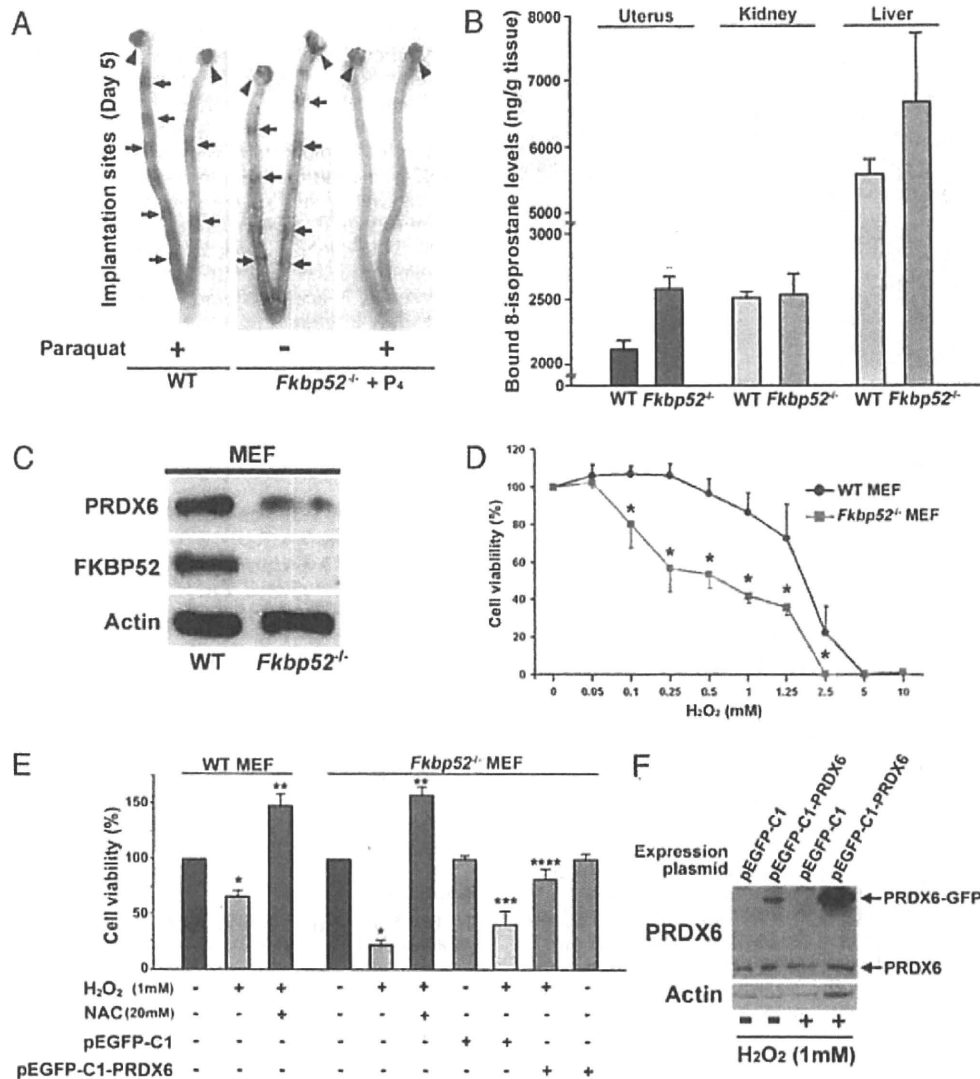 A
Implantation sites (Day 5)
Paraquat + - +
WT Fkbp52-/- + P4
B
Uterus Kidney Liver
Bound 8-isoprostane levels (ng/g tissue)
8000
7000
6000
5000
3000
2500
2000
0
WT Fkbp52-/- WT Fkbp52-/- WT Fkbp52-/-
C
MEF
PRDX6
FKBP52
Actin
WT Fkbp52-/-
D
Cell viablility (%)
120
100
80
60
40
20
0
WT MEF
Fkbp52-/- MEF
* * * * * *
0 0.05 0.1 0.25 0.5 1 1.25 2.5 5 10
H2O2 (mM)
E
WT MEF Fkbp52-/- MEF
Cell viability (%)
150
100
50
0
* ** * ** *** ****
H2O2 (1mM) - + + - + + - + + -
NAC (20mM) - - + - - + - - - -
pEGFP-C1 - - - - - - + + - -
pEGFP-C1-PRDX6 - - - - - - - - + +
F
Expression plasmid
pEGFP-C1
pEGFP-C1-PRDX6
pEGFP-C1
pEGFP-C1-PRDX6
PRDX6
PRDX6-GFP
PRDX6
Actin
- - + +
H2O2 (1mM)